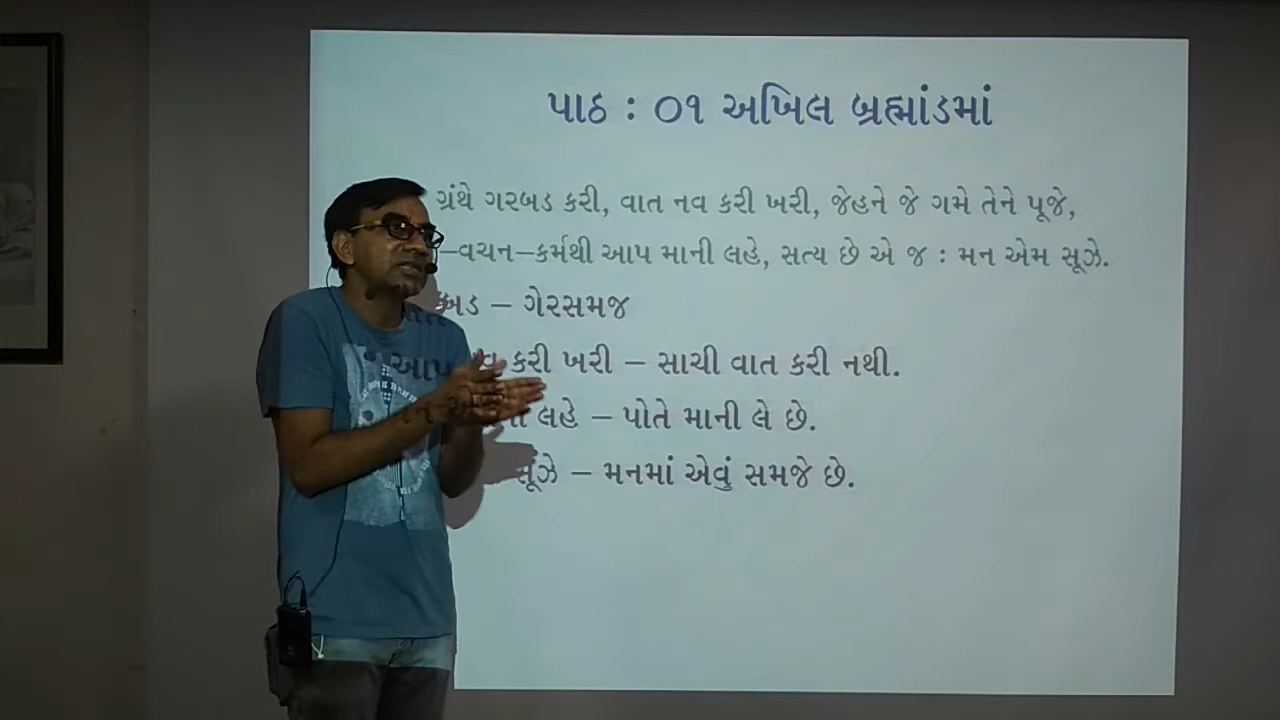 પાઠ : ૦૧ અખિલ બ્રહ્માંડમાં
ગ્રંથે ગરબડ કરી, વાત નવ કરી ખરી, જેહને જે ગમે તેને પૂજે,
–વચન–કર્મથી આપ માની લહે, સત્ય છે એ જ : મન એમ સૂઝે.
– ગેરસમજ
કરી ખરી – સાચી વાત કરી નથી.
આપ
લહે – પોતે માની લે છે.
સૂંઝે – મનમાં એવું સમજે છે.